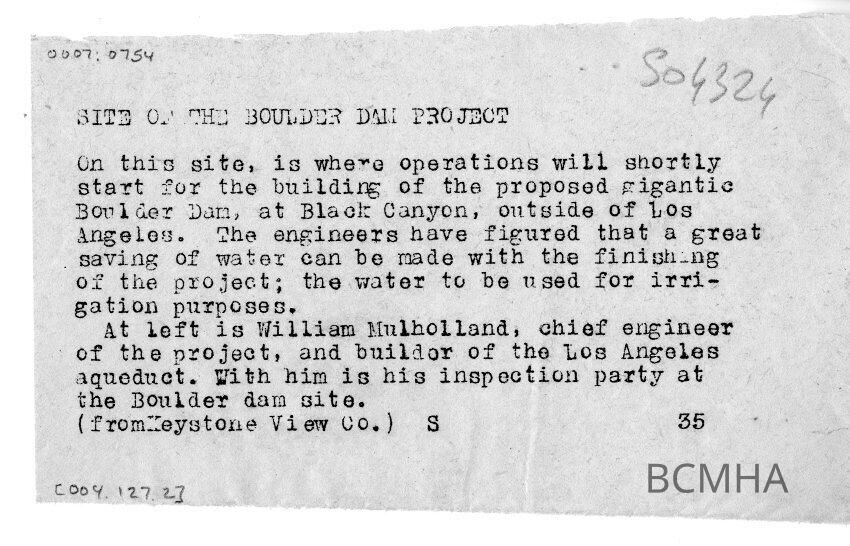 0007:0754
S04324
SITE OF THE BOULDER DAM PROJECT
On this site, is where operations will shortly
start for the building of the proposed gigantic
Boulder Dam, at Black Canyon, outside of Los
Angeles. The engineers have figured that a great
saving of water can be made with the finishing
of the project; the water to be used for irri-
gation purposes.
At left is William Mulholland, chief engineer
of the project, and builder of the Los Angeles
aqueduct. With him is his inspection party at
the Boulder dam site.
(fromKeystone View Co.) S 35
[004.127.2]
BCMHA